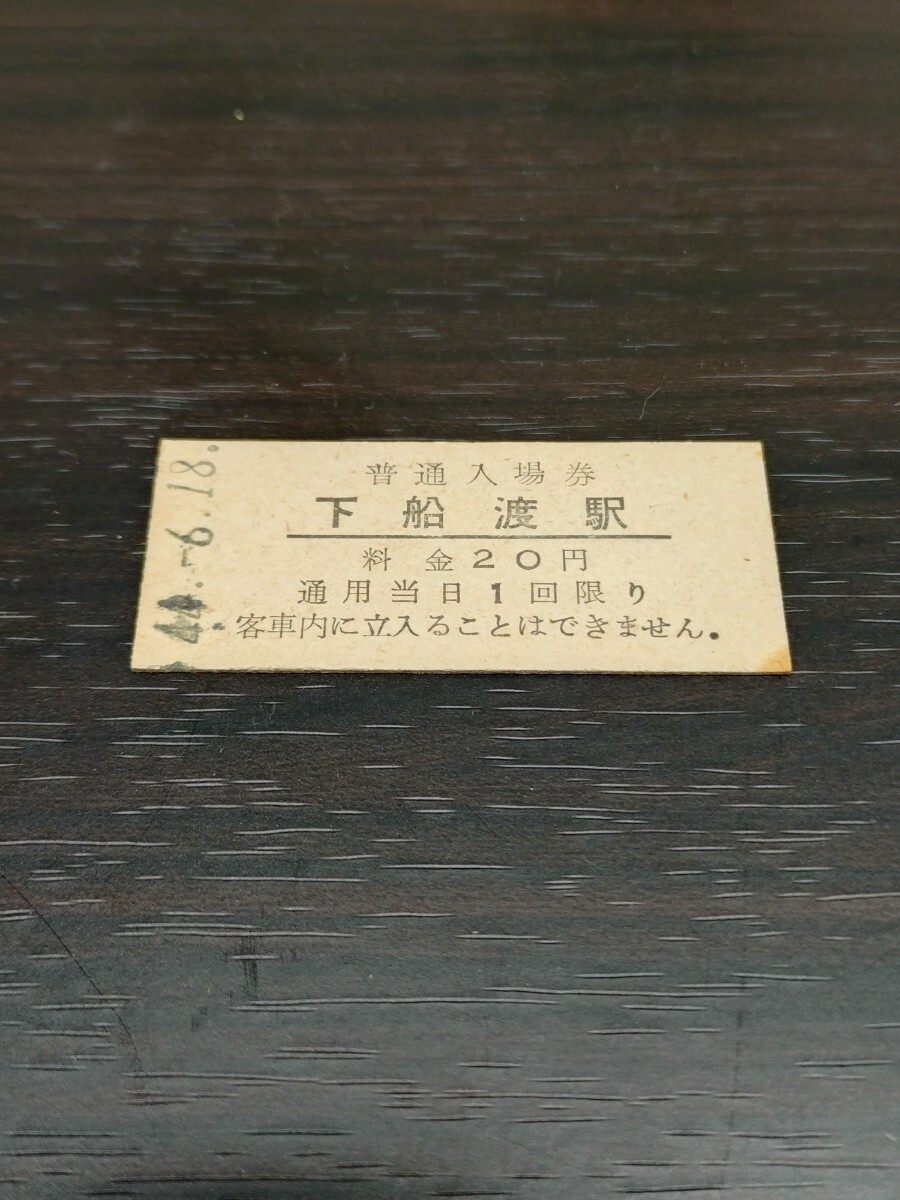 普通入場券
下船渡駅
料金20円
通用当日1回限り
客車内に立入ることはできません。
44.-6.18.